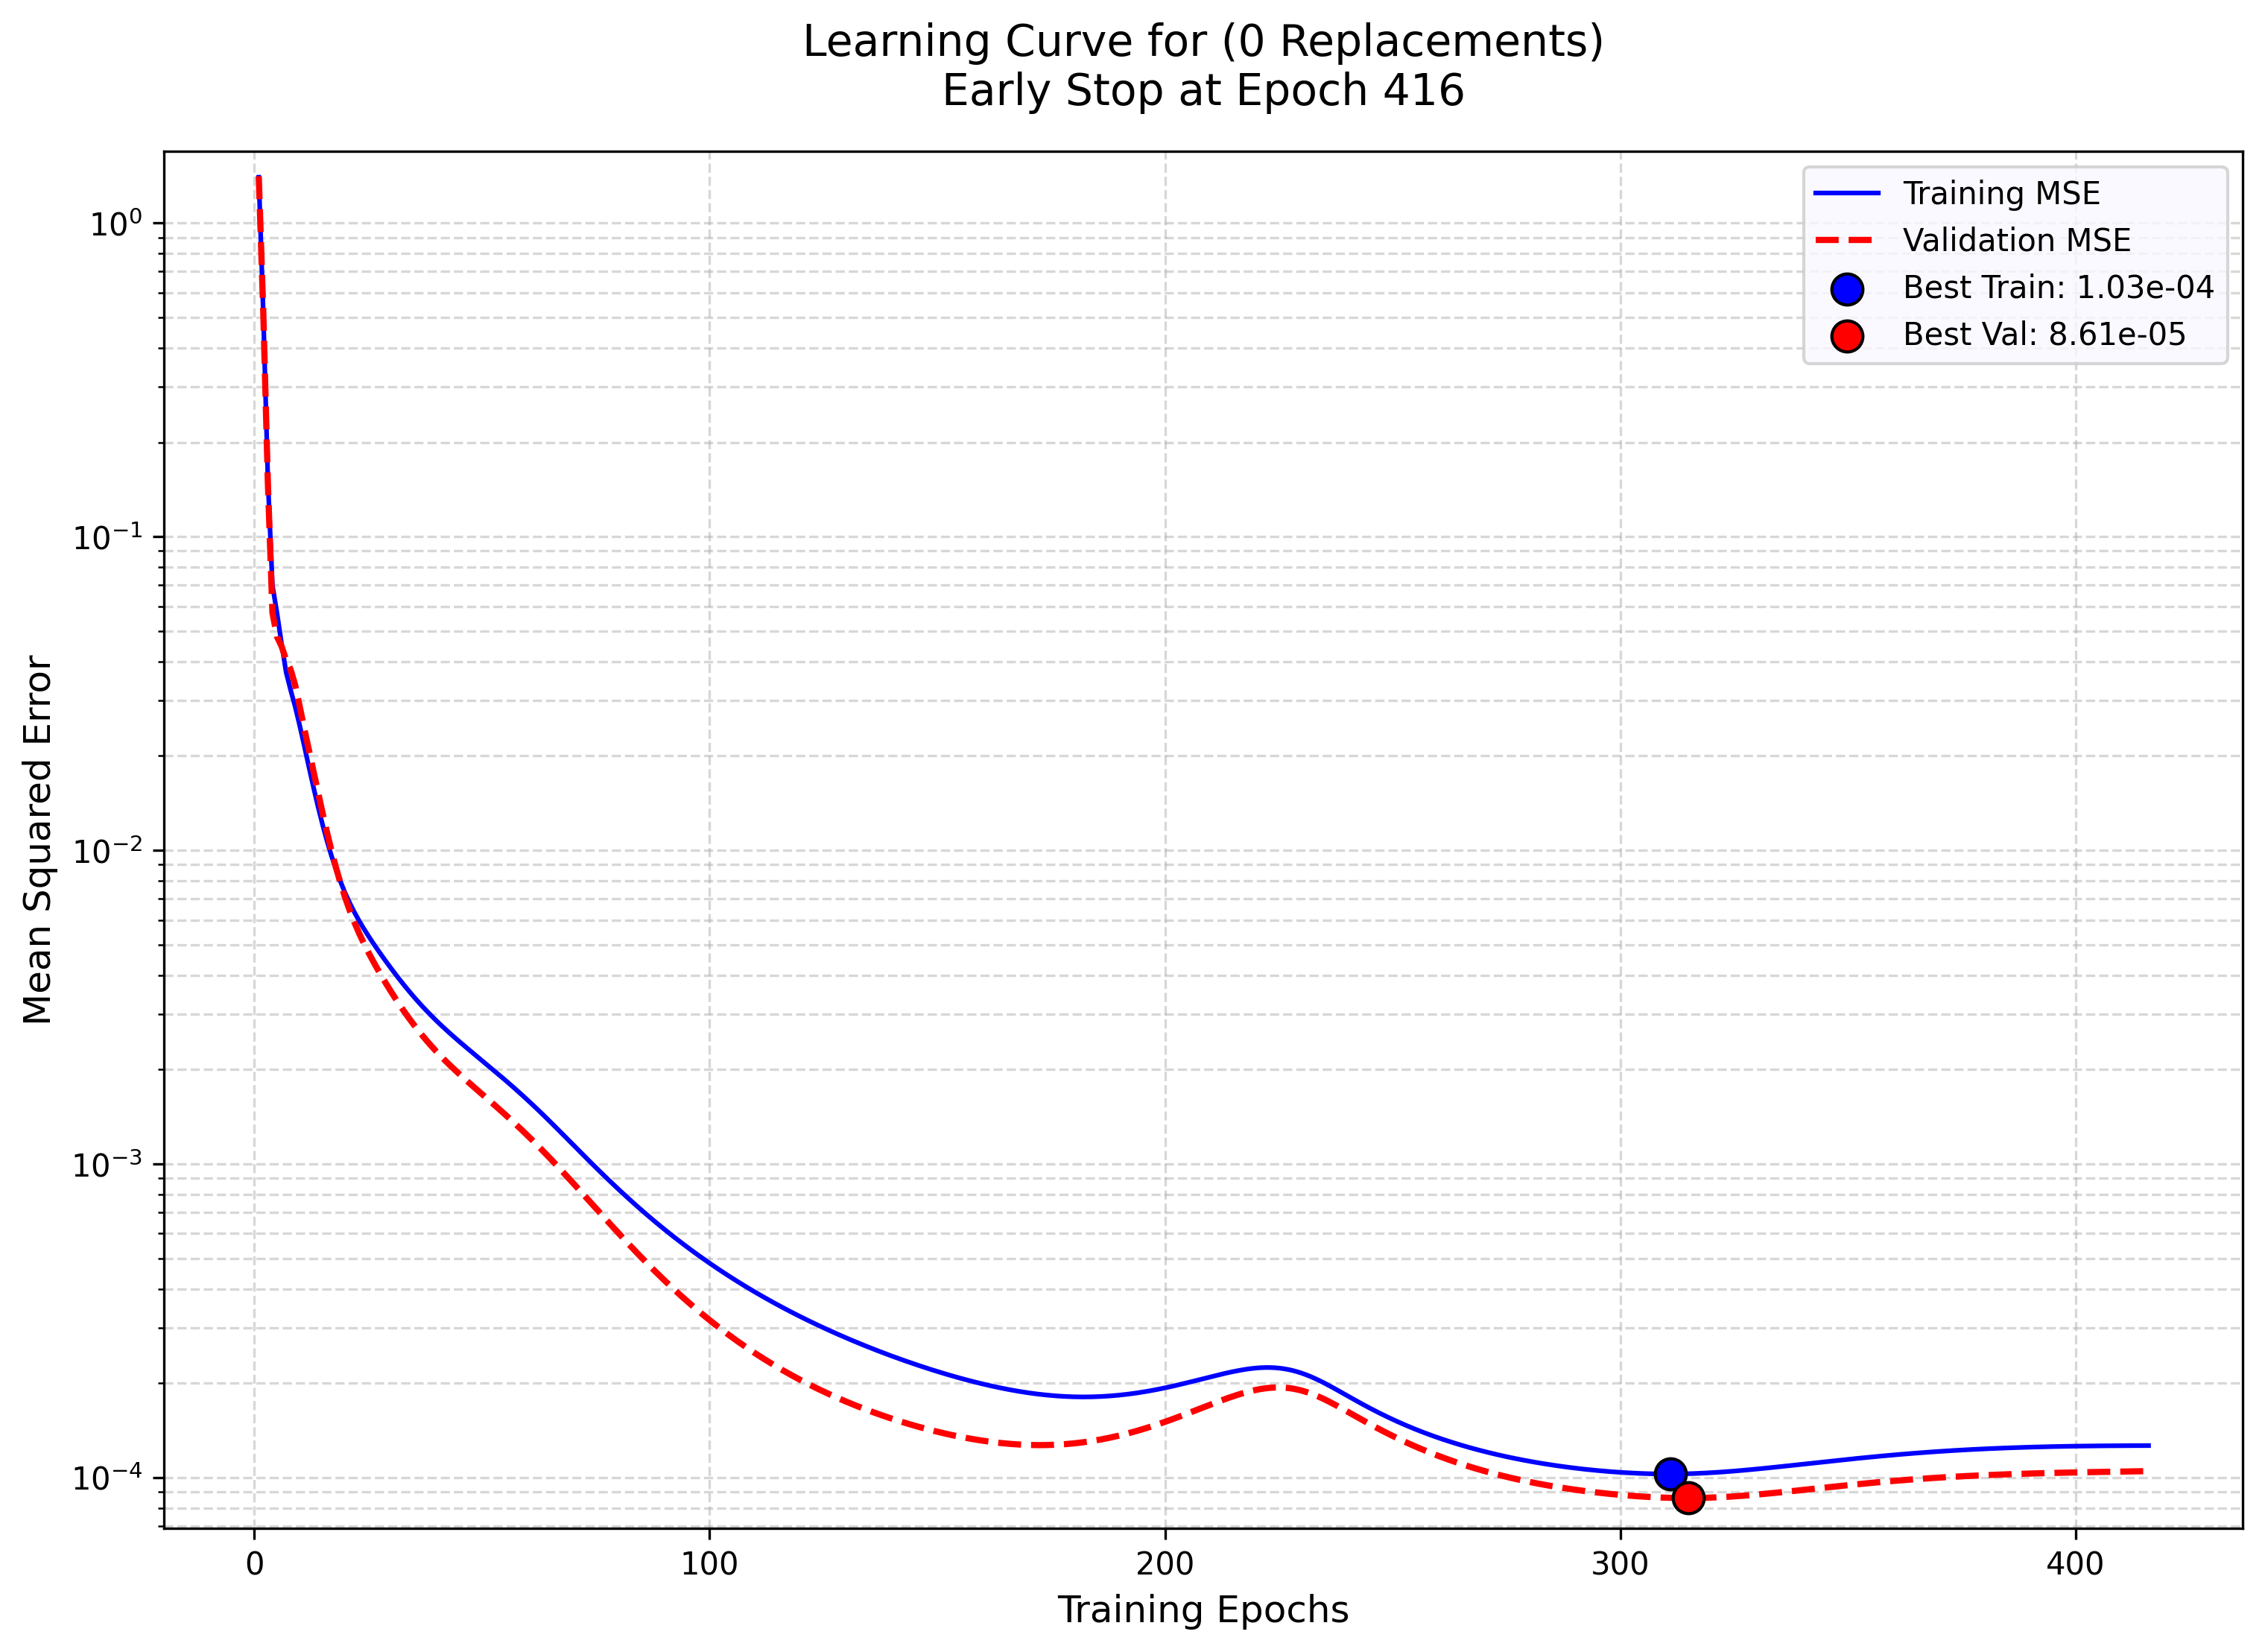 Learning Curve for (0 Replacements)
Early Stop at Epoch 416
Training MSE
Validation MSE
Best Train: 1.03e-04
Best Val: 8.61e-05
Mean Squared Error
10⁰
10⁻¹
10⁻²
10⁻³
10⁻⁴
0 100 200 300 400
Training Epochs